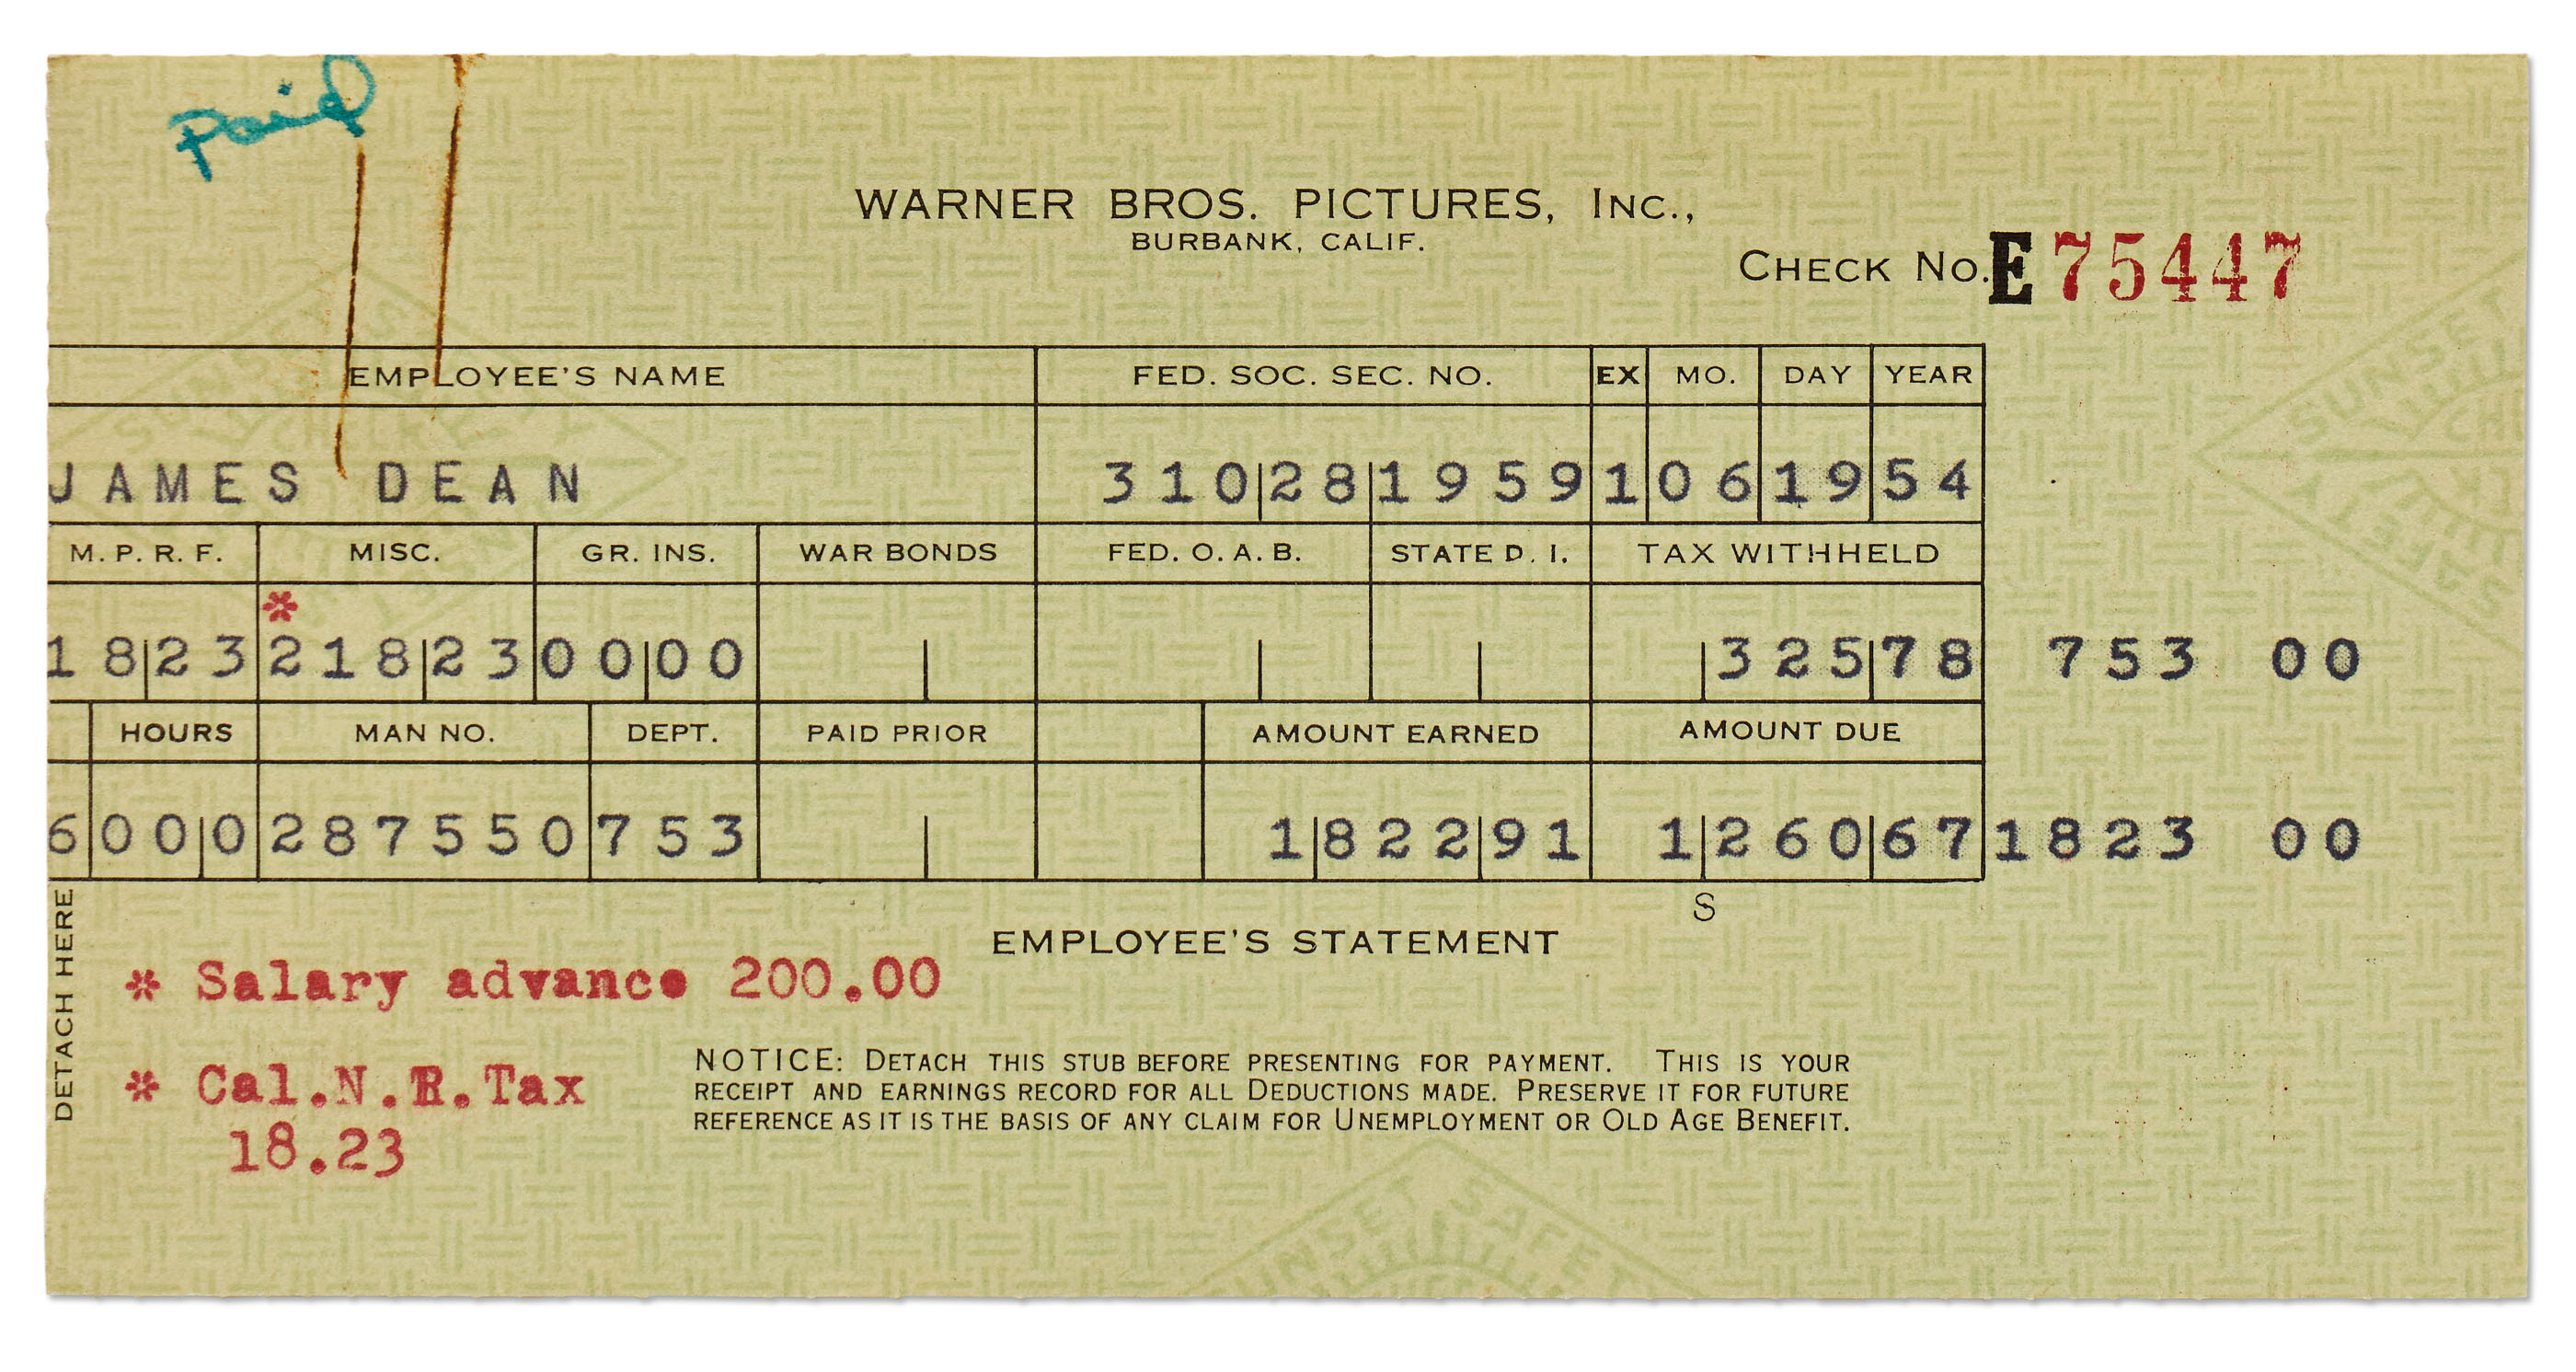 Paid
WARNER BROS. PICTURES, INC.,
BURBANK, CALIF.
CHECK NO. E 75447
EMPLOYEE'S NAME FED. SOC. SEC. NO. EX MO. DAY YEAR
JAMES DEAN 310 28 1959 1 06 19 54
M. P. R. F. MISC. GR. INS. WAR BONDS FED. O. A. B. STATE D. I. TAX WITHHELD
*
18 23 218 23 00 00 325 78 753 00
HOURS MAN NO. DEPT. PAID PRIOR AMOUNT EARNED AMOUNT DUE
6 00 0 287550 753 1 822 91 1 260 67 1823 00
S
DETACH HERE
EMPLOYEE'S STATEMENT
* Salary advance 200.00
* Cal.N.R.Tax
18.23
NOTICE: DETACH THIS STUB BEFORE PRESENTING FOR PAYMENT. THIS IS YOUR
RECEIPT AND EARNINGS RECORD FOR ALL DEDUCTIONS MADE. PRESERVE IT FOR FUTURE
REFERENCE AS IT IS THE BASIS OF ANY CLAIM FOR UNEMPLOYMENT OR OLD AGE BENEFIT.
SUNSET SAFETY